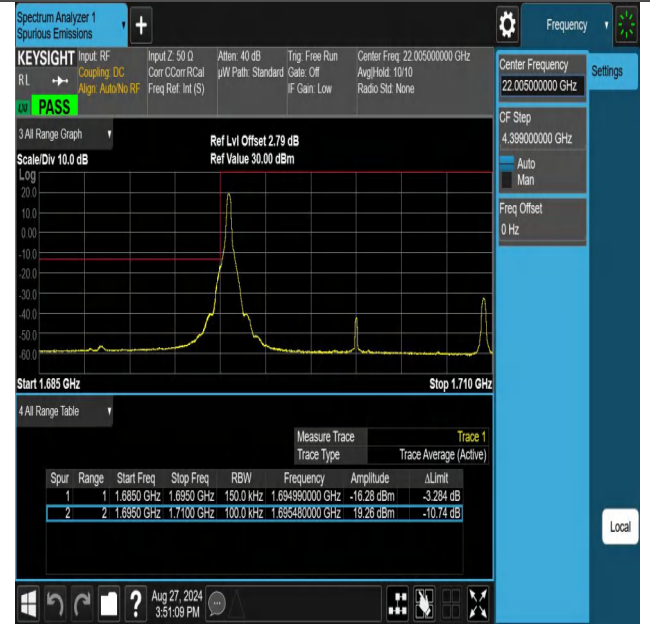 Spectrum Analyzer 1
Spurious Emissions
Frequency
KEYSIGHT Input: RF
RL
Coupling: DC
Align: Auto/No RF
Input Z: 50 Ω
Corr CCorr RCal
Freq Ref: Int (S)
Atten: 40 dB
µW Path: Standard
Trig: Free Run
Gate: Off
IF Gain: Low
Center Freq: 22.005000000 GHz
Avg|Hold: 10/10
Radio Std: None
PASS
3 All Range Graph
Scale/Div 10.0 dB
Ref Lvl Offset 2.79 dB
Ref Value 30.00 dBm
Log
20.0
10.0
0.00
-10.0
-20.0
-30.0
-40.0
-50.0
-60.0
Start 1.685 GHz
Stop 1.710 GHz
4 All Range Table
Measure Trace Trace 1
Trace Type Trace Average (Active)
Spur Range Start Freq Stop Freq RBW Frequency Amplitude ΔLimit
1 1 1.6850 GHz 1.6950 GHz 150.0 kHz 1.694990000 GHz -16.28 dBm -3.284 dB
2 2 1.6950 GHz 1.7100 GHz 100.0 kHz 1.695480000 GHz 19.26 dBm -10.74 dB
Aug 27, 2024
3:51:09 PM
Center Frequency
22.005000000 GHz
Settings
CF Step
4.399000000 GHz
Auto
Man
Freq Offset
0 Hz
Local